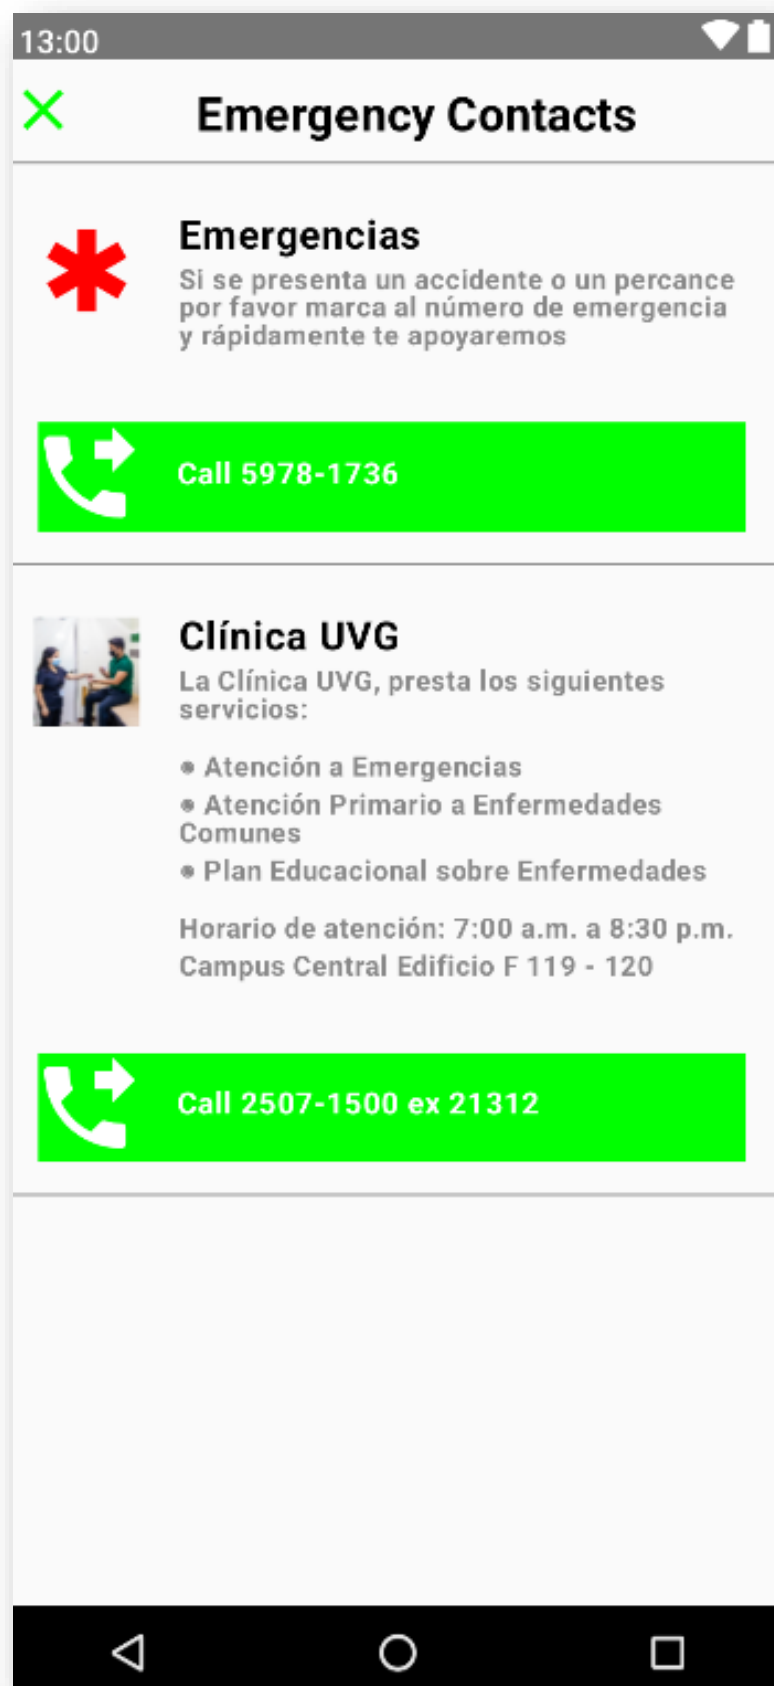 13:00
Emergency Contacts
Emergencias
Si se presenta un accidente o un percance
por favor marca al número de emergencia
y rápidamente te apoyaremos
Call 5978-1736
Clínica UVG
La Clínica UVG, presta los siguientes
servicios:
● Atención a Emergencias
● Atención Primario a Enfermedades
Comunes
● Plan Educacional sobre Enfermedades
Horario de atención: 7:00 a.m. a 8:30 p.m.
Campus Central Edificio F 119 - 120
Call 2507-1500 ex 21312